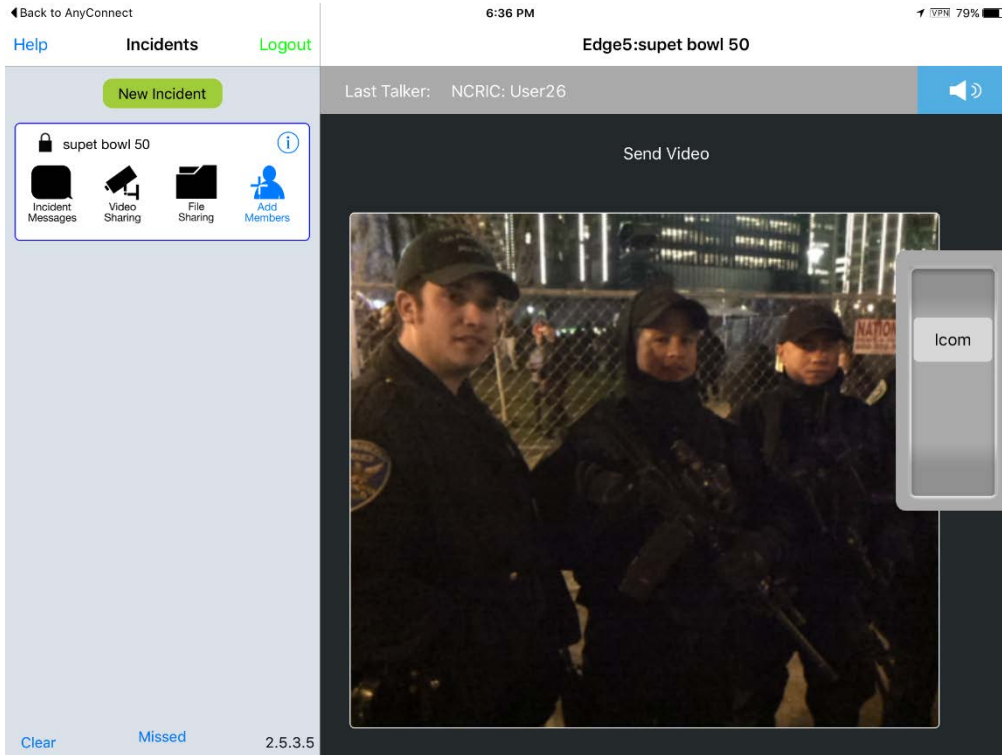 Back to AnyConnect
6:36 PM
VPN 79%
Help
Incidents
Logout
Edge5:supet bowl 50
New Incident
Last Talker: NCRIC: User26
supet bowl 50
Incident
Messages
Video
Sharing
File
Sharing
Add
Members
Send Video
NATION
Icom
Clear
Missed
2.5.3.5